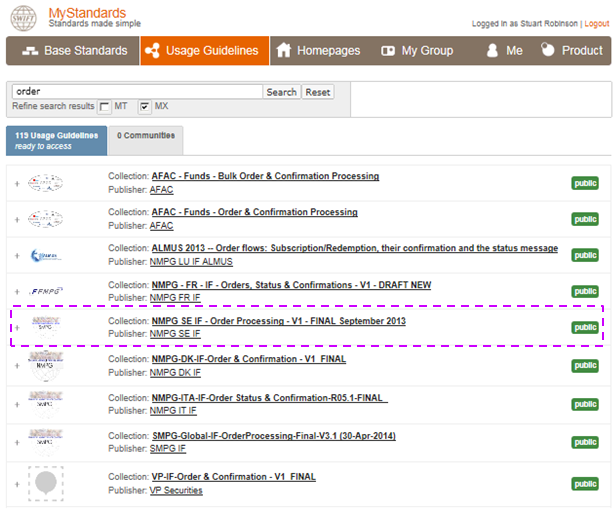 SWIFT
MyStandards
Standards made simple
Logged in as Stuart Robinson | Logout
Base Standards
Usage Guidelines
Homepages
My Group
Me
Product
order
Search
Reset
Refine search results
MT
MX
113 Usage Guidelines
ready to access
0 Communities
+
Collection: AFAC - Funds - Bulk Order & Confirmation Processing
Publisher: AFAC
public
+
Collection: AFAC - Funds - Order & Confirmation Processing
Publisher: AFAC
public
+
Collection: ALMUS 2013 -- Order flows: Subscription/Redemption, their confirmation and the status message
Publisher: NMPG LU IF ALMUS
public
+
FFMPG
Collection: NMPG - FR - IF - Orders, Status & Confirmations - V1 - DRAFT NEW
Publisher: NMPG FR IF
public
+
SMPG
Collection: NMPG SE IF - Order Processing - V1 - FINAL September 2013
Publisher: NMPG SE IF
public
+
NMPG
Collection: NMPG-DK-IF-Order & Confirmation - V1_FINAL
Publisher: NMPG DK IF
public
+
SMPG
Collection: NMPG-ITA-IF-Order Status & Confirmation-R05.1-FINAL_
Publisher: NMPG IT IF
public
+
SMPG
Collection: SMPG-Global-IF-OrderProcessing-Final-V3.1 (30-Apr-2014)
Publisher: SMPG IF
public
+
Collection: VP-IF-Order & Confirmation - V1_FINAL
Publisher: VP Securities
public